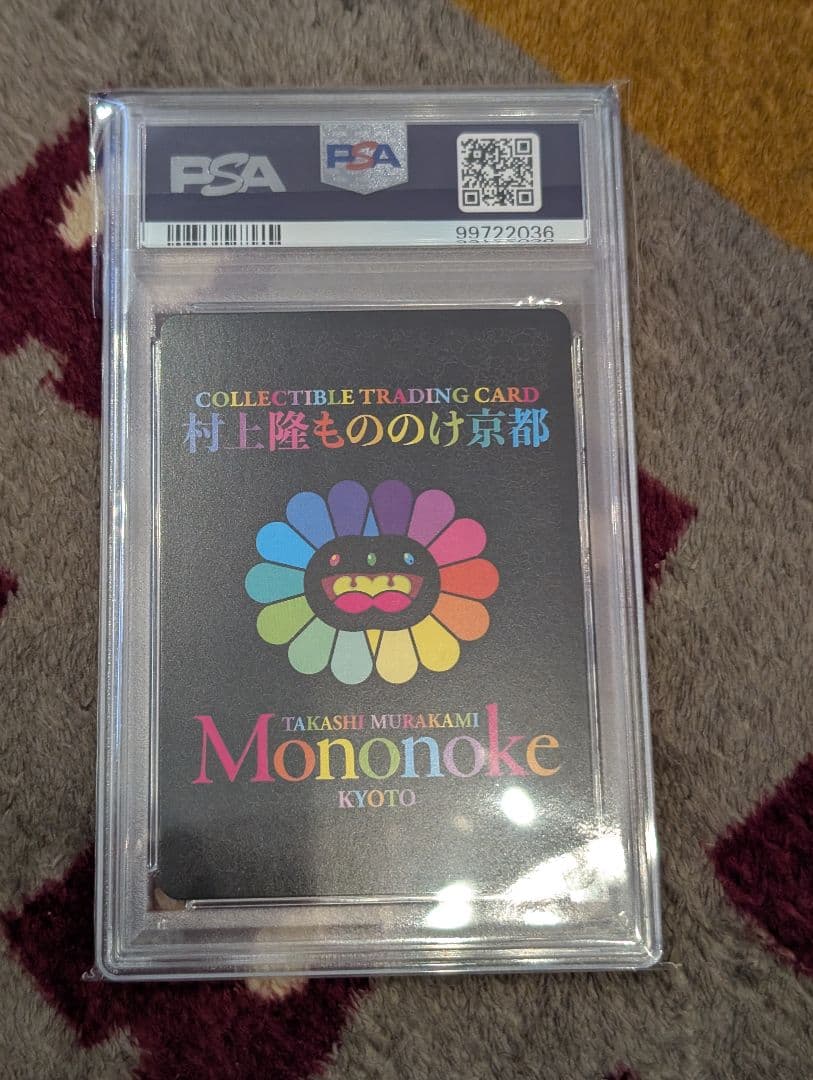 PSA
PSA
99722036
COLLECTIBLE TRADING CARD
村上隆もののけ京都
TAKASHI MURAKAMI
Mononoke
KYOTO